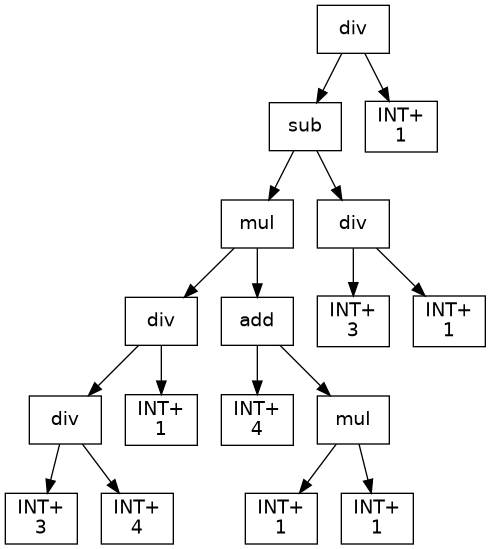 div
sub
INT+
1
mul
div
div
add
INT+
3
INT+
1
div
INT+
1
INT+
4
mul
INT+
3
INT+
4
INT+
1
INT+
1